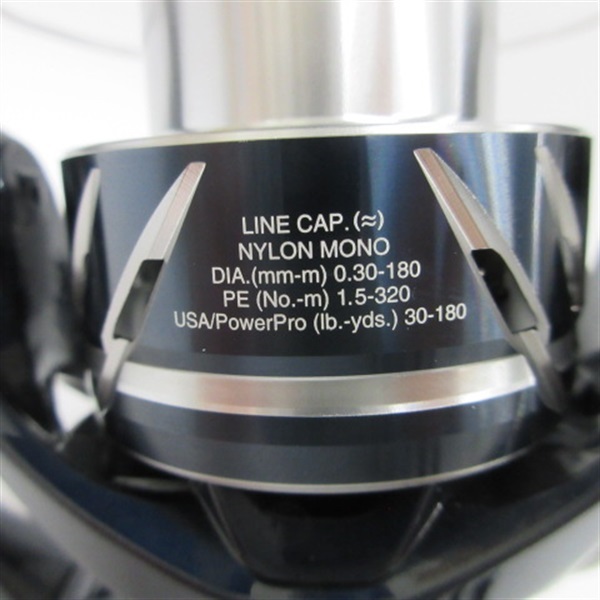 LINE CAP.(≈)
NYLON MONO
DIA.(mm-m) 0.30-180
PE (No.-m) 1.5-320
USA/PowerPro (lb.-yds.) 30-180